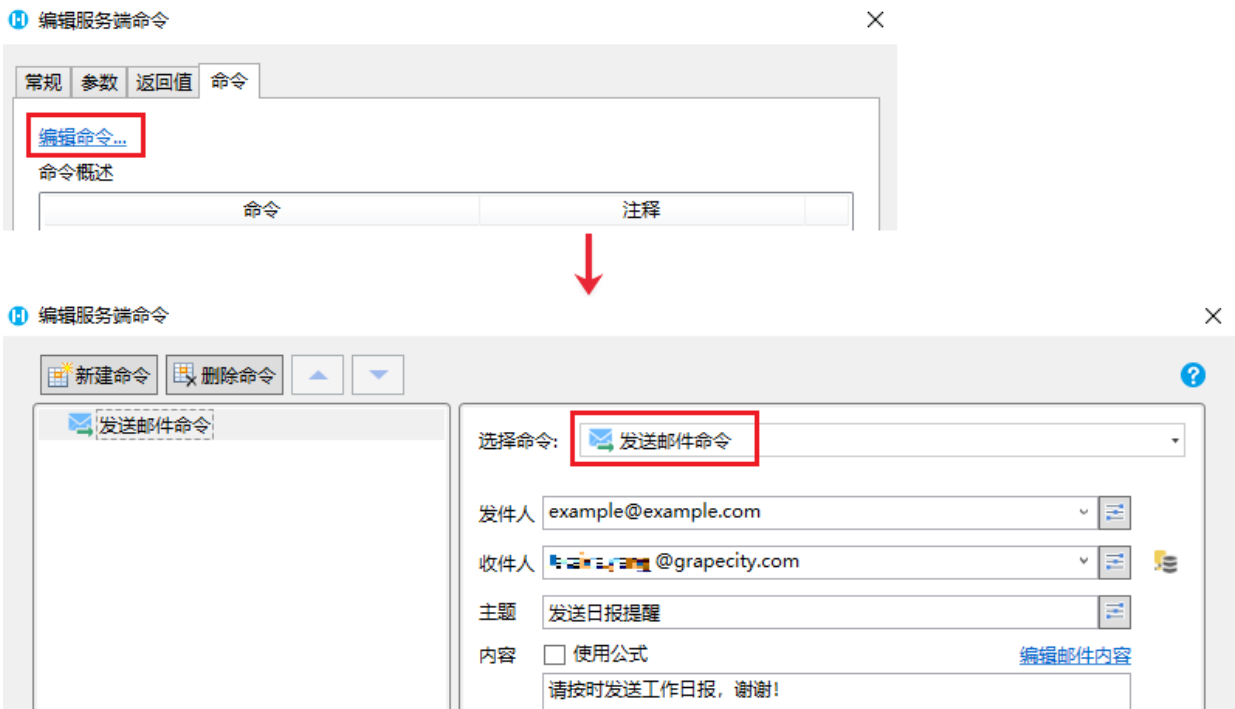 编辑服务端命令
常规 参数 返回值 命令
编辑命令...
命令概述
命令 注释
编辑服务端命令
新建命令 删除命令
发送邮件命令
选择命令: 发送邮件命令
发件人 example@example.com
收件人 @grapecity.com
主题 发送日报提醒
内容 使用公式 编辑邮件内容
请按时发送工作日报，谢谢!